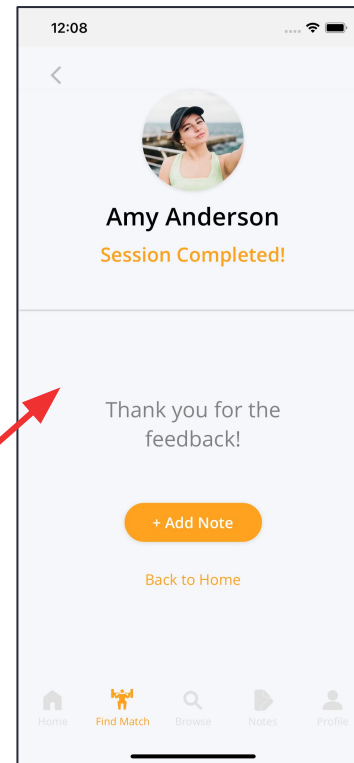 12:08
Amy Anderson
Session Completed!
Thank you for the
feedback!
+ Add Note
Back to Home
Home Find Match Browse Notes Profile